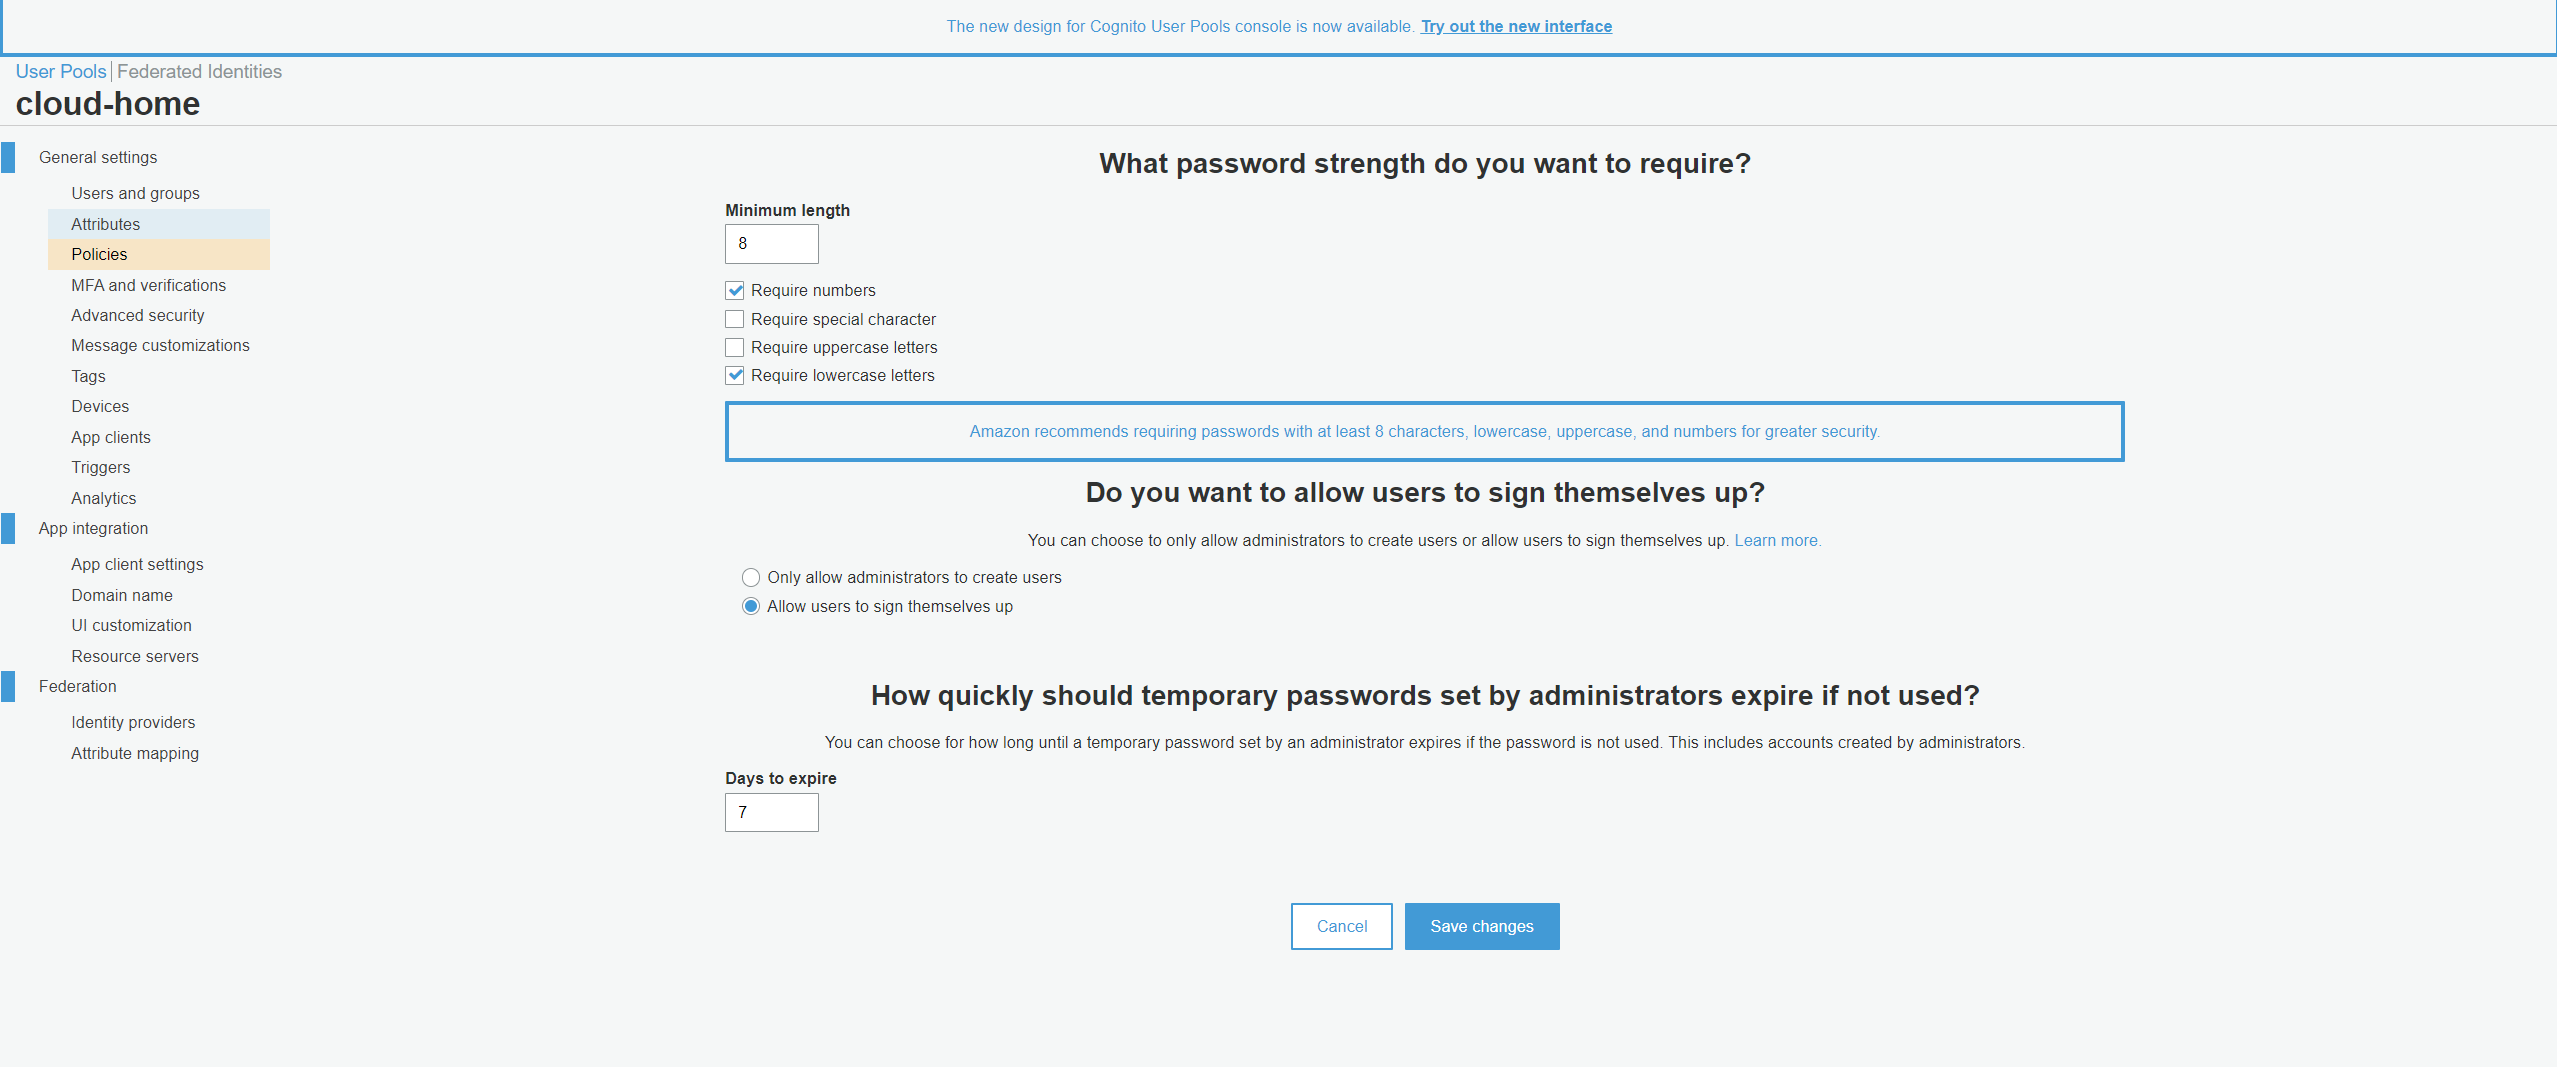 The new design for Cognito User Pools console is now available. Try out the new interface
User Pools Federated Identities
cloud-home
General settings
Users and groups
Attributes
Policies
MFA and verifications
Advanced security
Message customizations
Tags
Devices
App clients
Triggers
Analytics
App integration
App client settings
Domain name
UI customization
Resource servers
Federation
Identity providers
Attribute mapping
What password strength do you want to require?
Minimum length
8
Require numbers
Require special character
Require uppercase letters
Require lowercase letters
Amazon recommends requiring passwords with at least 8 characters, lowercase, uppercase, and numbers for greater security.
Do you want to allow users to sign themselves up?
You can choose to only allow administrators to create users or allow users to sign themselves up. Learn more.
Only allow administrators to create users
Allow users to sign themselves up
How quickly should temporary passwords set by administrators expire if not used?
You can choose for how long until a temporary password set by an administrator expires if the password is not used. This includes accounts created by administrators.
Days to expire
7
Cancel Save changes